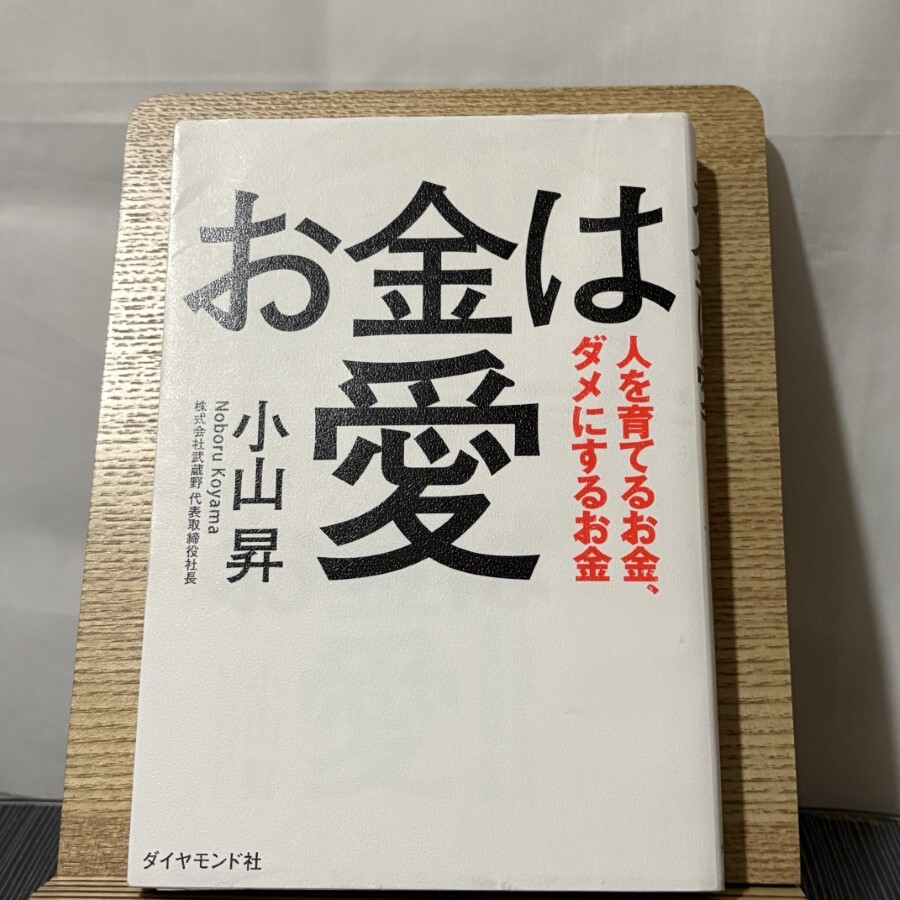 お金は
愛
人を育てるお金、
ダメにするお金
小山 昇
Noboru Koyama
株式会社武蔵野 代表取締役社長
ダイヤモンド社